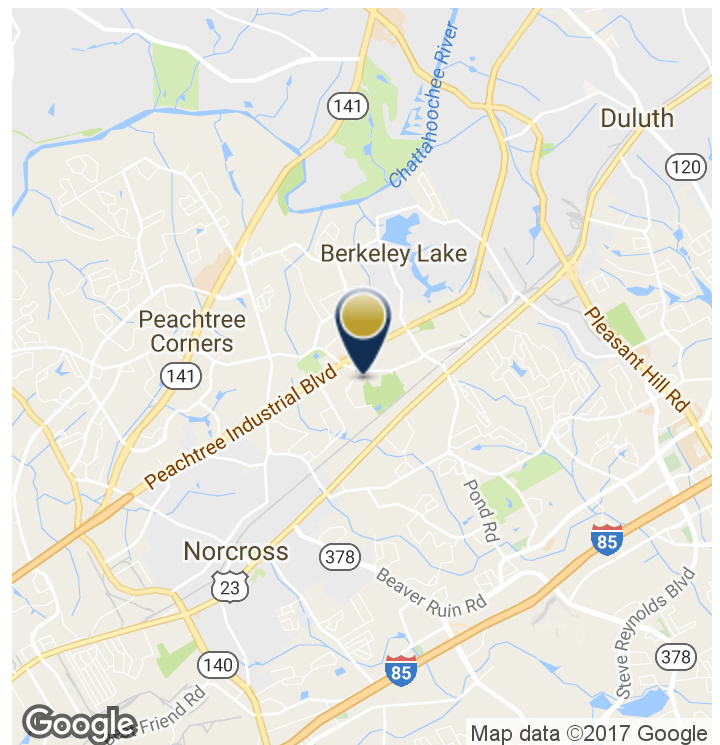 141
Chattahoochee River
Duluth
120
Berkeley Lake
Peachtree
Corners
141
Pleasant Hill Rd
Peachtree Industrial Blvd
Pond Rd
Norcross
378
85
23
Beaver Ruin Rd
Steve Reynolds Blvd
378
140
85
Friend Rd
Google
Map data ©2017 Google